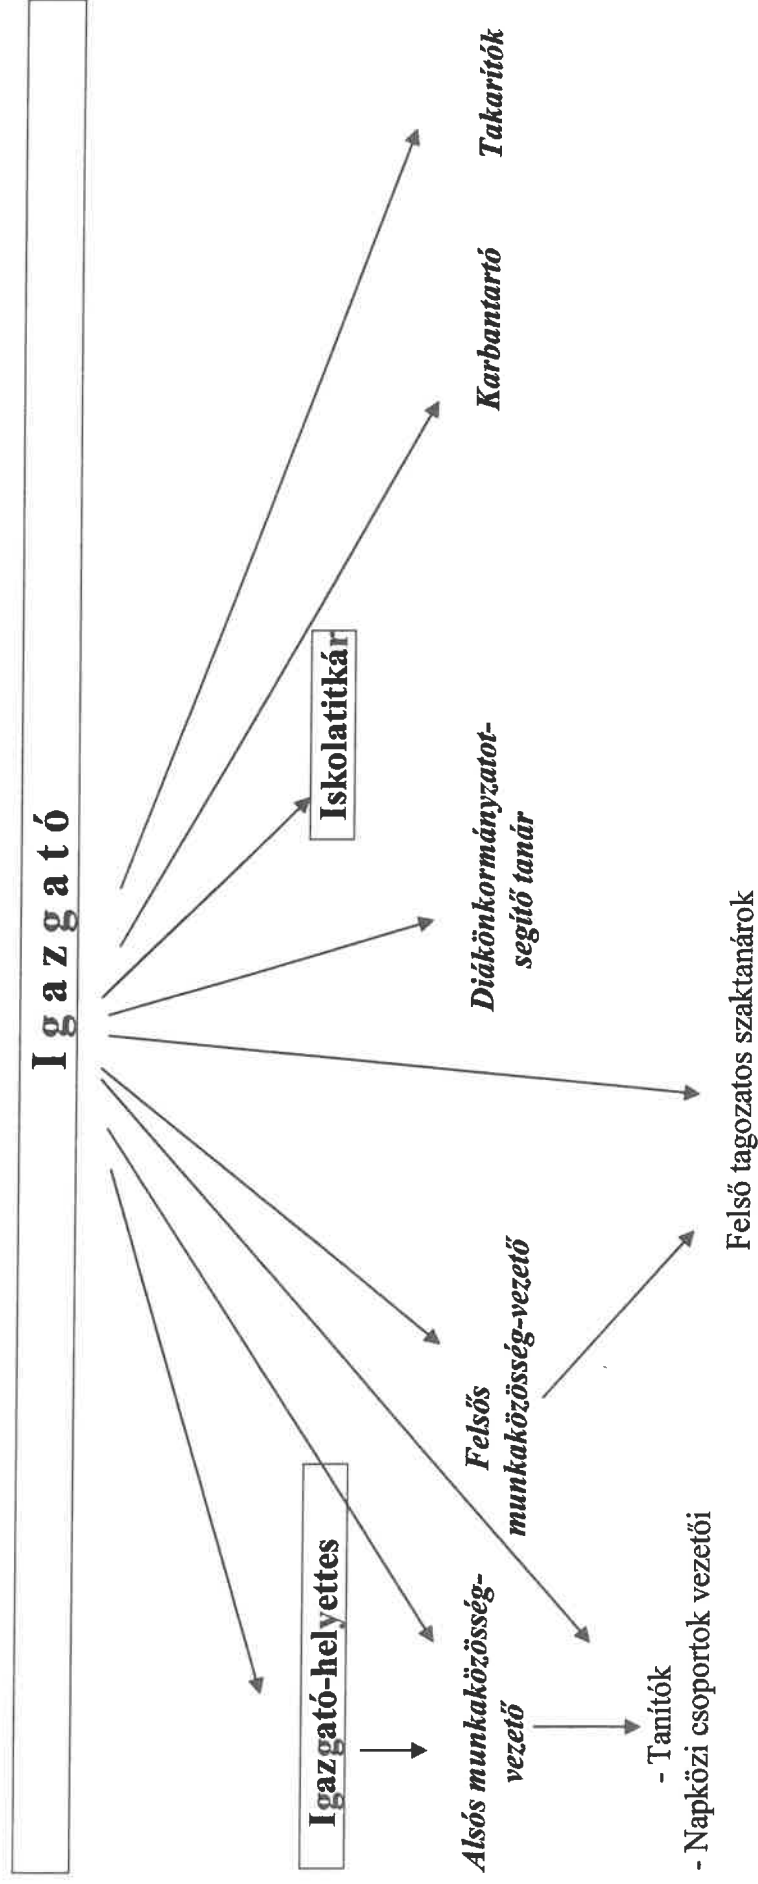 Igazgató
Igazgató-helyettes
Iskolatitkár
Alsós munkaközösség-
vezető
Felsős
munkaközösség-vezető
Diákönkormányzatot-
segítő tanár
Karbantartó
Takarítók
- Tanítók
- Napközi csoportok vezetői
Felső tagozatos szaktanárok